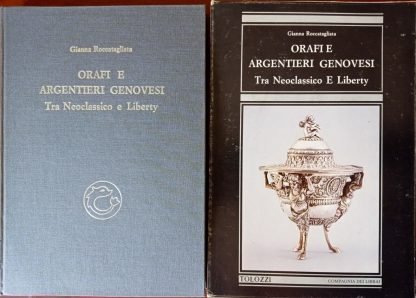 Gianna Roccatagliata
ORAFI E
ARGENTIERI GENOVESI
Tra Neoclassico e Liberty
Gianna Roccatagliata
ORAFI E
ARGENTIERI GENOVESI
Tra Neoclassico E Liberty
TOLOZZI
COMPAGNIA DEI LIBRAI